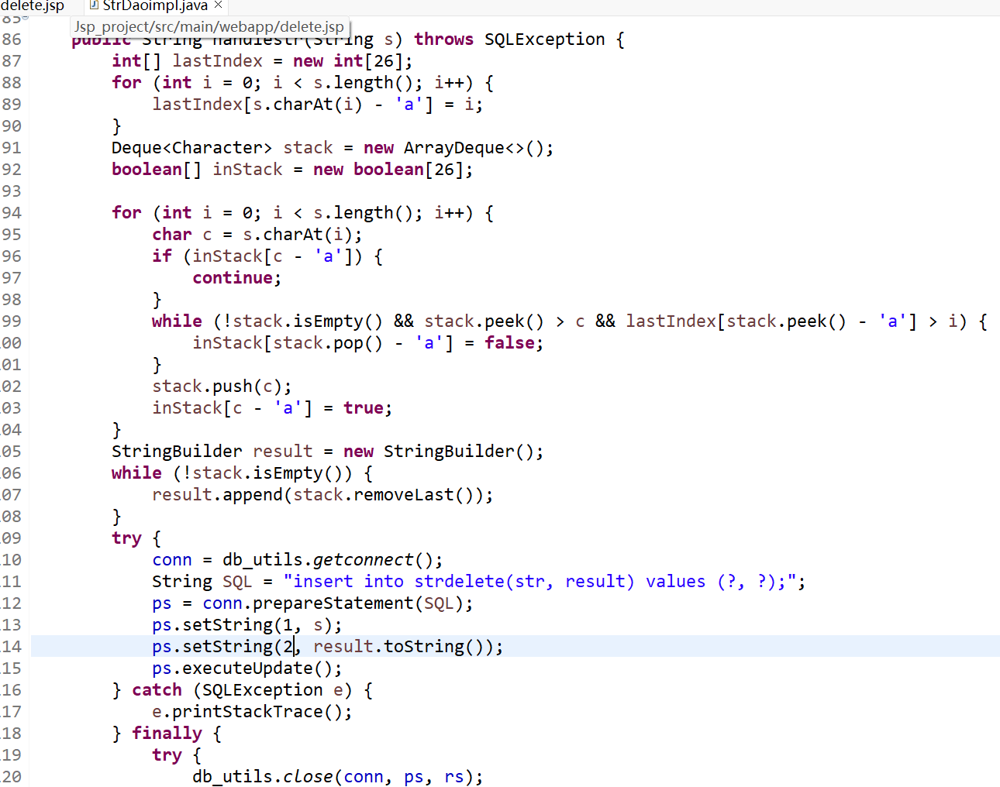 delete.jsp StrDaoimpl.java ×
85
Jsp_project/src/main/webapp/delete.jsp
86 public String handlestr(String s) throws SQLException {
87 int[] lastIndex = new int[26];
88 for (int i = 0; i < s.length(); i++) {
89 lastIndex[s.charAt(i) - 'a'] = i;
90 }
91 Deque<Character> stack = new ArrayDeque<>();
92 boolean[] inStack = new boolean[26];
93
94 for (int i = 0; i < s.length(); i++) {
95 char c = s.charAt(i);
96 if (inStack[c - 'a']) {
97 continue;
98 }
99 while (!stack.isEmpty() && stack.peek() > c && lastIndex[stack.peek() - 'a'] > i) {
00 inStack[stack.pop() - 'a'] = false;
01 }
02 stack.push(c);
03 inStack[c - 'a'] = true;
04 }
05 StringBuilder result = new StringBuilder();
06 while (!stack.isEmpty()) {
07 result.append(stack.removeLast());
08 }
09 try {
10 conn = db_utils.getconnect();
11 String SQL = "insert into strdelete(str, result) values (?, ?);";
12 ps = conn.prepareStatement(SQL);
13 ps.setString(1, s);
14 ps.setString(2, result.toString());
15 ps.executeUpdate();
16 } catch (SQLException e) {
17 e.printStackTrace();
18 } finally {
19 try {
20 db_utils.close(conn, ps, rs);